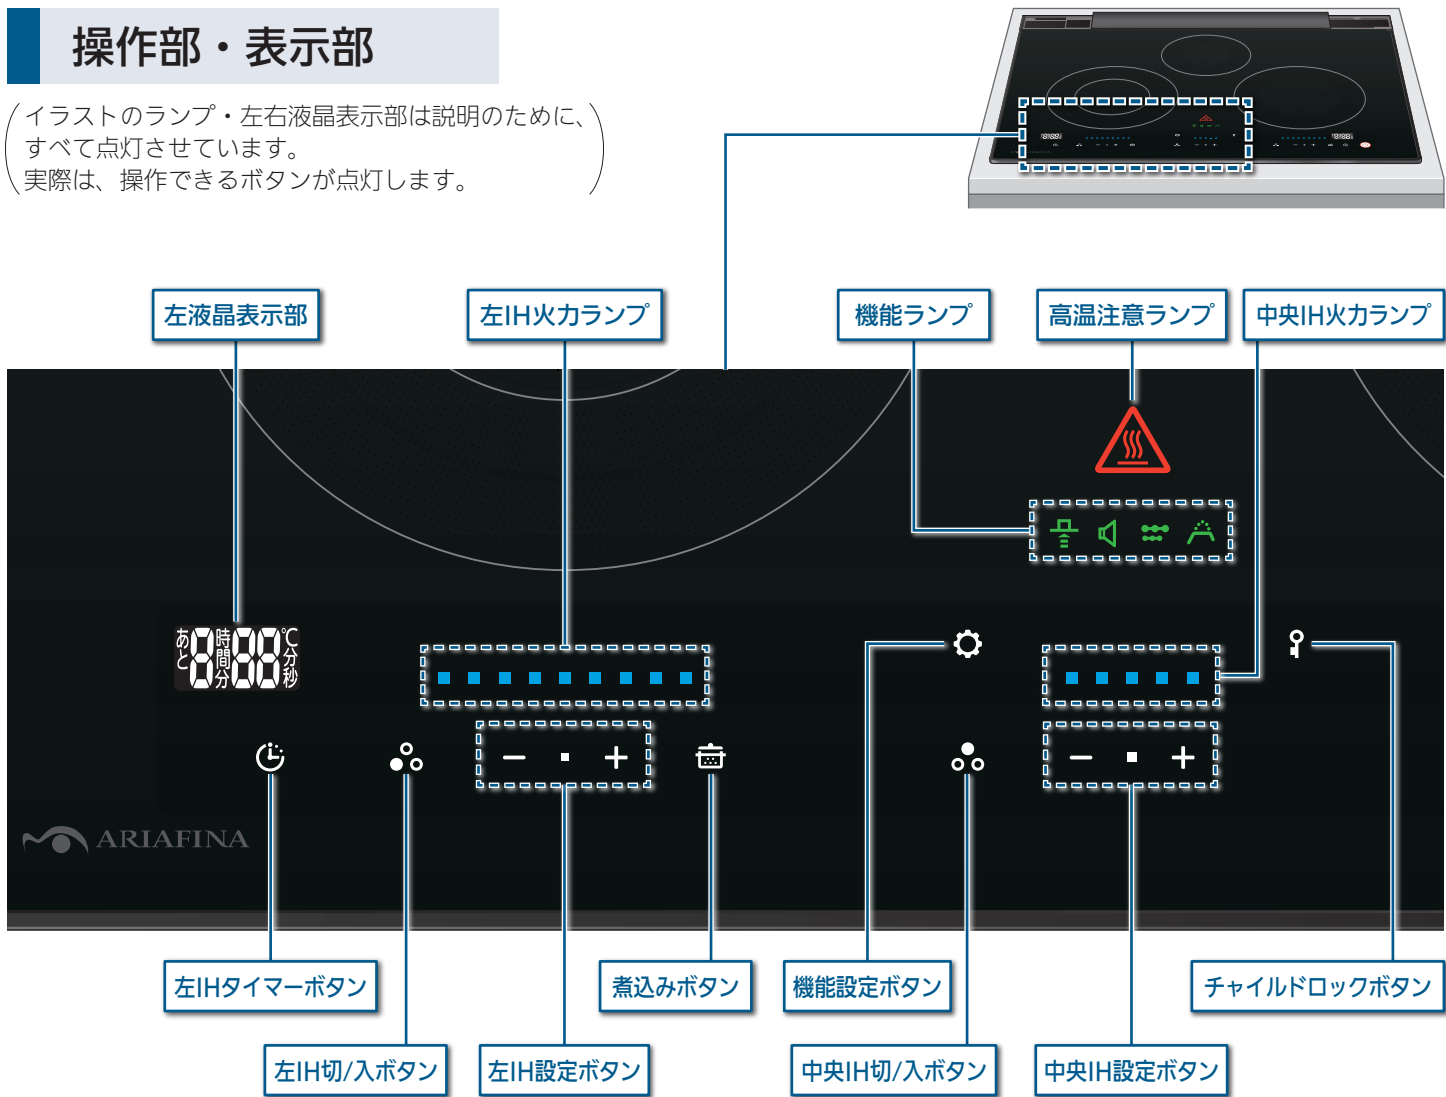 操作部・表示部
イラストのランプ・左右液晶表示部は説明のために、
すべて点灯させています。
実際は、操作できるボタンが点灯します。
左液晶表示部
左IH火力ランプ
機能ランプ
高温注意ランプ
中央IH火力ランプ
あと 8 時間分 88 ℃分秒
ARIAFINA
左IHタイマーボタン
煮込みボタン
機能設定ボタン
チャイルドロックボタン
左IH切/入ボタン
左IH設定ボタン
中央IH切/入ボタン
中央IH設定ボタン